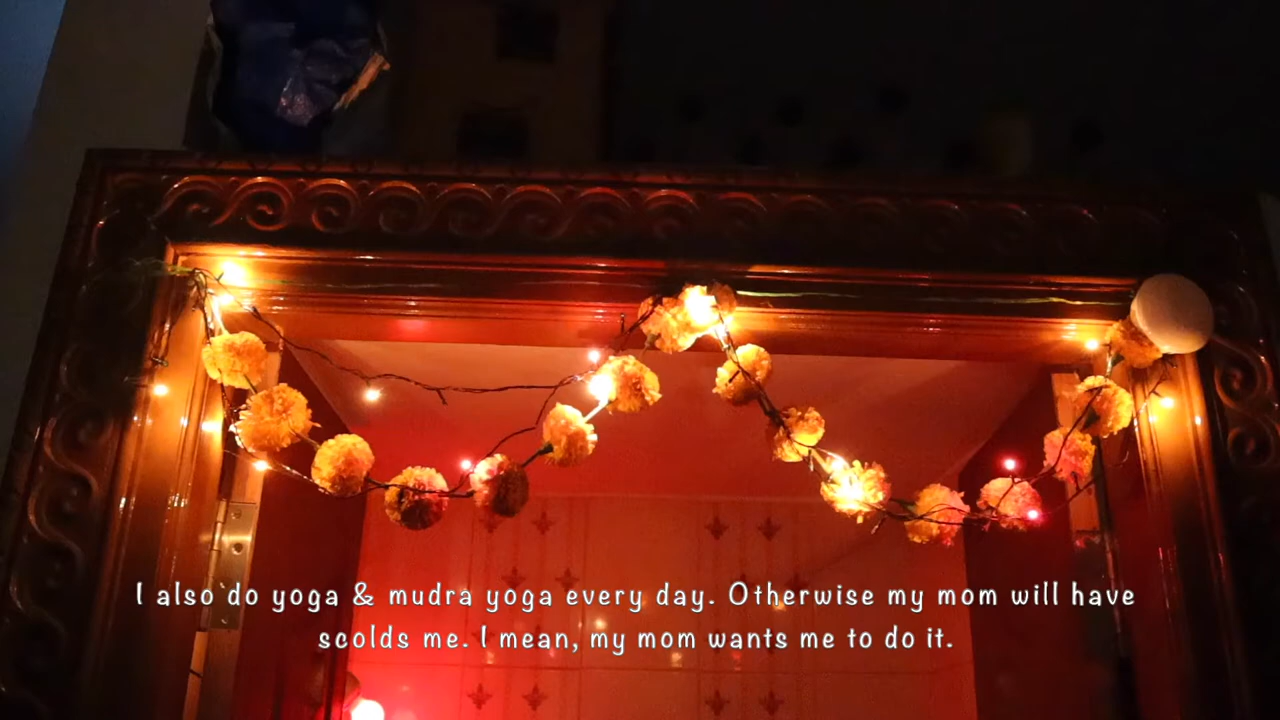 I also do yoga & mudra yoga every day. Otherwise my mom will have
scolds me. I mean, my mom wants me to do it.